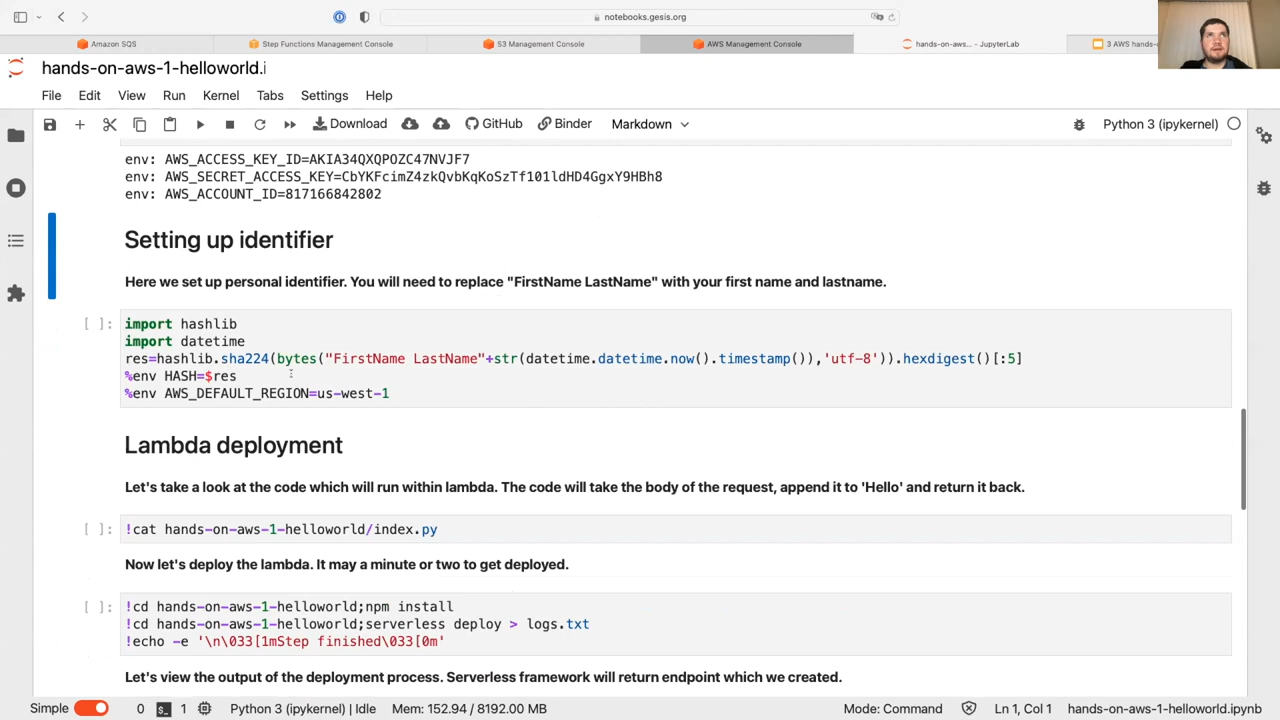 notebooks.gesis.org
Amazon SQS
Step Functions Management Console
S3 Management Console
AWS Management Console
hands-on-aws... - JupyterLab
3 AWS hands-
hands-on-aws-1-helloworld.i
File Edit View Run Kernel Tabs Settings Help
Download GitHub Binder Markdown Python 3 (ipykernel)
env: AWS_ACCESS_KEY_ID=AKIA34QXQPOZC47NVJF7
env: AWS_SECRET_ACCESS_KEY=CbYKFcimZ4zkQvbKqKoSzTf101ldHD4GgxY9HBh8
env: AWS_ACCOUNT_ID=817166842802
Setting up identifier
Here we set up personal identifier. You will need to replace "FirstName LastName" with your first name and lastname.
[ ]: import hashlib
import datetime
res=hashlib.sha224(bytes("FirstName LastName"+str(datetime.datetime.now().timestamp()),'utf-8')).hexdigest()[:5]
%env HASH=$res
%env AWS_DEFAULT_REGION=us-west-1
Lambda deployment
Let's take a look at the code which will run within lambda. The code will take the body of the request, append it to 'Hello' and return it back.
[ ]: !cat hands-on-aws-1-helloworld/index.py
Now let's deploy the lambda. It may a minute or two to get deployed.
[ ]: !cd hands-on-aws-1-helloworld;npm install
!cd hands-on-aws-1-helloworld;serverless deploy > logs.txt
!echo -e '\n\033[1mStep finished\033[0m'
Let's view the output of the deployment process. Serverless framework will return endpoint which we created.
Simple 0 1 Python 3 (ipykernel) | Idle Mem: 152.94 / 8192.00 MB Mode: Command Ln 1, Col 1 hands-on-aws-1-helloworld.ipynb